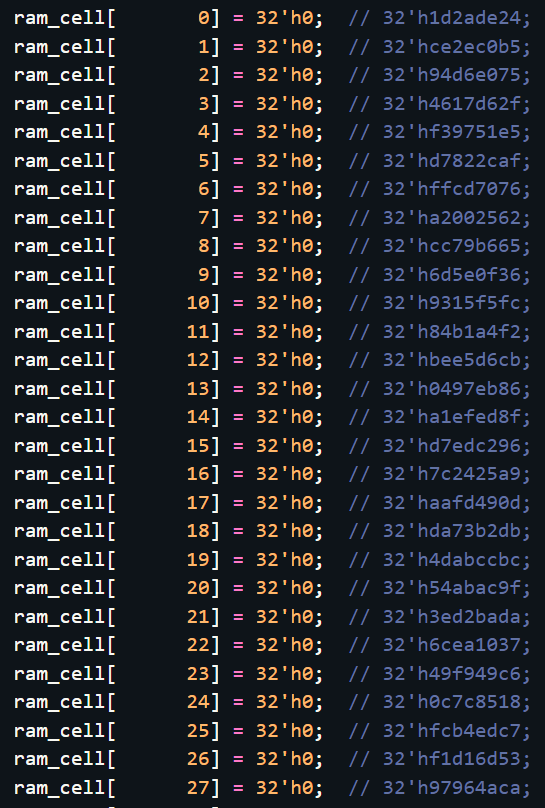 ram_cell[       0] = 32'h0;  // 32'h1d2ade24;
ram_cell[       1] = 32'h0;  // 32'hce2ec0b5;
ram_cell[       2] = 32'h0;  // 32'h94d6e075;
ram_cell[       3] = 32'h0;  // 32'h4617d62f;
ram_cell[       4] = 32'h0;  // 32'hf39751e5;
ram_cell[       5] = 32'h0;  // 32'hd7822caf;
ram_cell[       6] = 32'h0;  // 32'hffcd7076;
ram_cell[       7] = 32'h0;  // 32'ha2002562;
ram_cell[       8] = 32'h0;  // 32'hcc79b665;
ram_cell[       9] = 32'h0;  // 32'h6d5e0f36;
ram_cell[      10] = 32'h0;  // 32'h9315f5fc;
ram_cell[      11] = 32'h0;  // 32'h84b1a4f2;
ram_cell[      12] = 32'h0;  // 32'hbee5d6cb;
ram_cell[      13] = 32'h0;  // 32'h0497eb86;
ram_cell[      14] = 32'h0;  // 32'ha1efed8f;
ram_cell[      15] = 32'h0;  // 32'hd7edc296;
ram_cell[      16] = 32'h0;  // 32'h7c2425a9;
ram_cell[      17] = 32'h0;  // 32'haafd490d;
ram_cell[      18] = 32'h0;  // 32'hda73b2db;
ram_cell[      19] = 32'h0;  // 32'h4dabccbc;
ram_cell[      20] = 32'h0;  // 32'h54abac9f;
ram_cell[      21] = 32'h0;  // 32'h3ed2bada;
ram_cell[      22] = 32'h0;  // 32'h6cea1037;
ram_cell[      23] = 32'h0;  // 32'h49f949c6;
ram_cell[      24] = 32'h0;  // 32'h0c7c8518;
ram_cell[      25] = 32'h0;  // 32'hfcb4edc7;
ram_cell[      26] = 32'h0;  // 32'hf1d16d53;
ram_cell[      27] = 32'h0;  // 32'h97964aca;